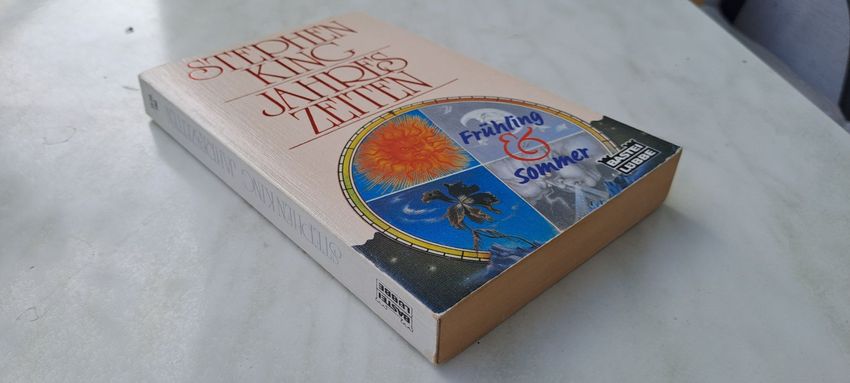 STEPHEN
KING
JAHRES
ZEITEN
Frühling
&
Sommer
BASTEI
LÜBBE
STEPHEN KING JAHRESZEITEN
BASTEI
LÜBBE